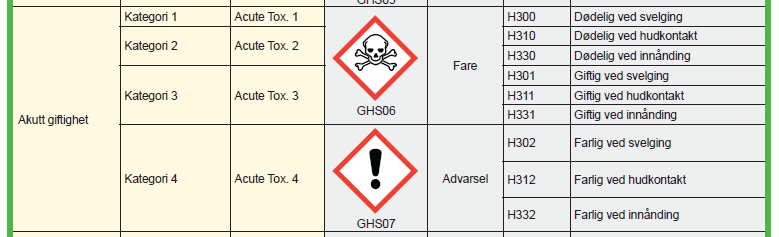 GHS05
Kategori 1 Acute Tox. 1 H300 Dødelig ved svelging
Kategori 2 Acute Tox. 2 H310 Dødelig ved hudkontakt
H330 Dødelig ved innånding
Fare
Kategori 3 Acute Tox. 3 H301 Giftig ved svelging
H311 Giftig ved hudkontakt
GHS06
H331 Giftig ved innånding
Akutt giftighet
H302 Farlig ved svelging
Kategori 4 Acute Tox. 4 Advarsel H312 Farlig ved hudkontakt
H332 Farlig ved innånding
GHS07